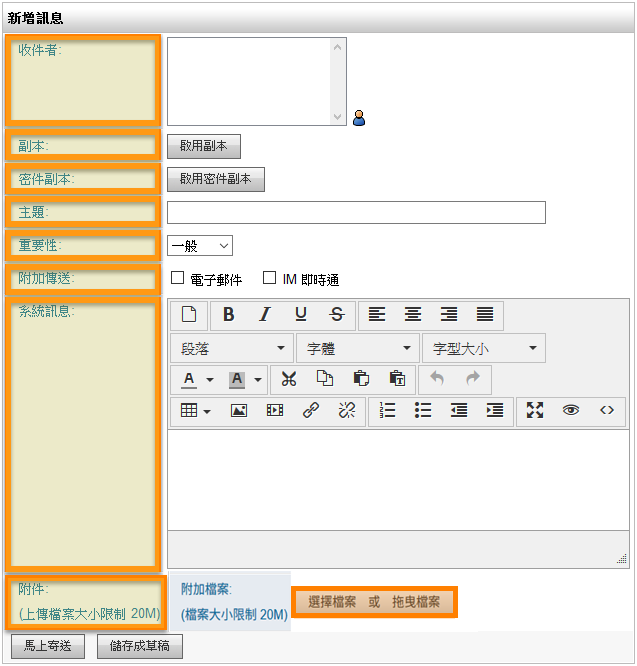 新增訊息
收件者:
副本:
啟用副本
密件副本:
啟用密件副本
主題:
重要性:
一般
附加傳送:
電子郵件 IM 即時通
系統訊息:
B I U S
段落 字體 字型大小
A A
附件:
(上傳檔案大小限制 20M)
附加檔案:
(檔案大小限制 20M)
選擇檔案 或 拖曳檔案
馬上寄送 儲存成草稿